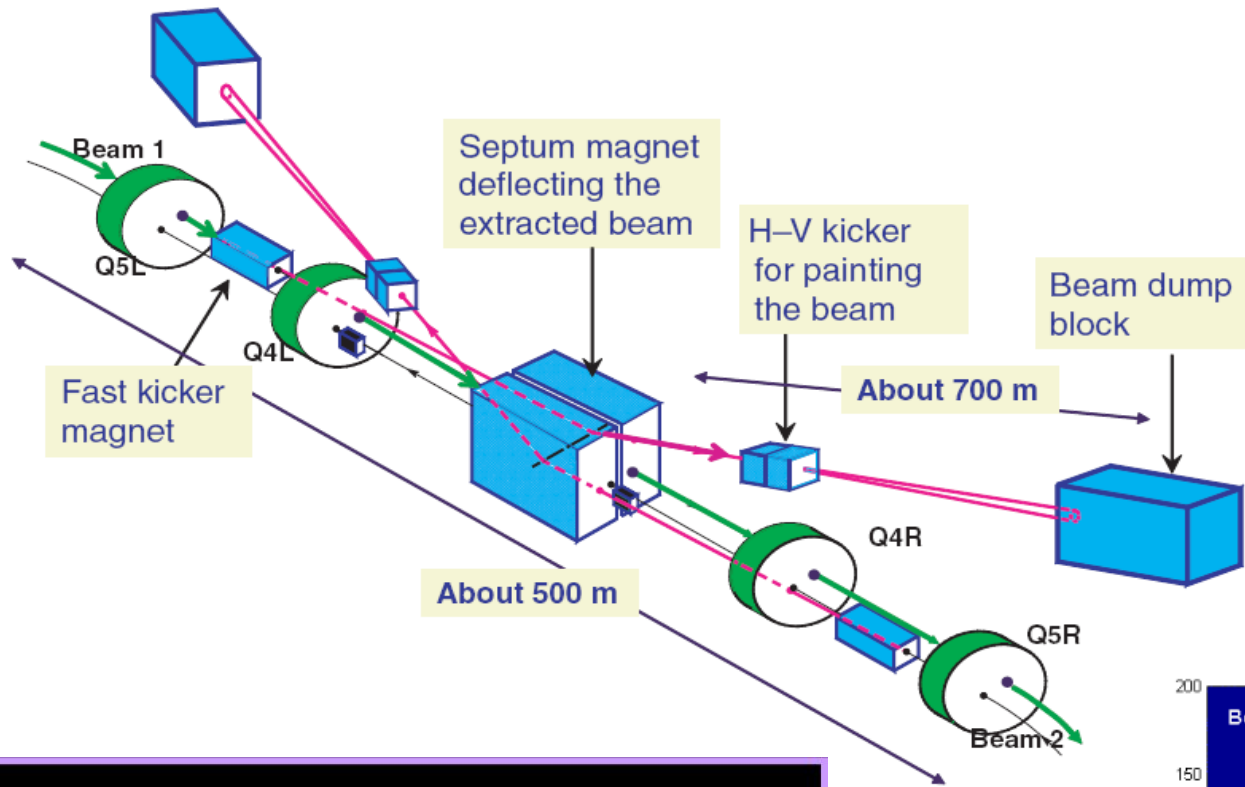 Beam 1
Septum magnet
deflecting the
extracted beam
H–V kicker
for painting
the beam
Beam dump
block
Q5L
Q4L
Fast kicker
magnet
About 700 m
About 500 m
Q4R
Q5R
Beam 2
200
150